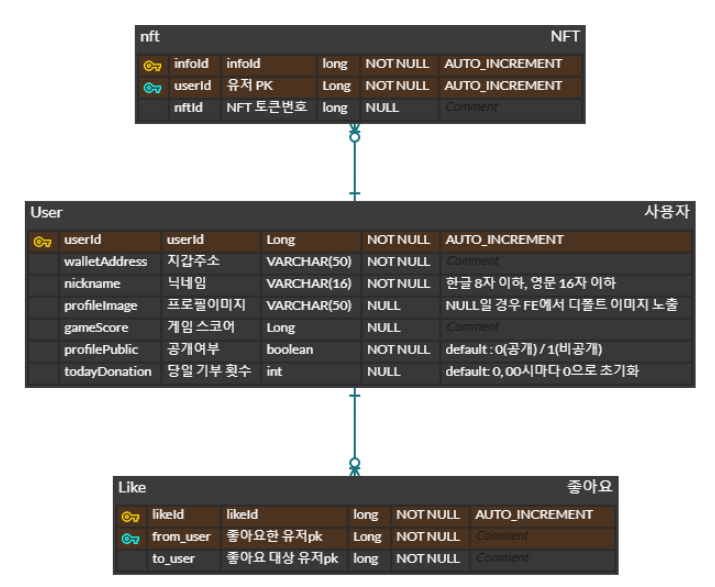 nft NFT
infoId infoId long NOT NULL AUTO_INCREMENT
userId 유저 PK Long NOT NULL AUTO_INCREMENT
nftId NFT 토큰번호 long NULL Comment
User 사용자
userId userId Long NOT NULL AUTO_INCREMENT
walletAddress 지갑주소 VARCHAR(50) NOT NULL Comment
nickname 닉네임 VARCHAR(16) NOT NULL 한글 8자 이하, 영문 16자 이하
profileImage 프로필이미지 VARCHAR(50) NULL NULL일 경우 FE에서 디폴트 이미지 노출
gameScore 게임 스코어 Long NULL Comment
profilePublic 공개여부 boolean NOT NULL default : 0(공개) / 1(비공개)
todayDonation 당일 기부 횟수 int NULL default: 0, 00시마다 0으로 초기화
Like 좋아요
likeId likeId long NOT NULL AUTO_INCREMENT
from_user 좋아요한 유저pk Long NOT NULL Comment
to_user 좋아요 대상 유저pk long NOT NULL Comment